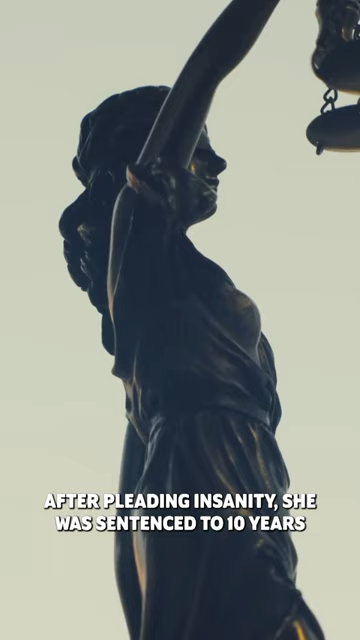 AFTER PLEADING INSANITY, SHE
WAS SENTENCED TO 10 YEARS